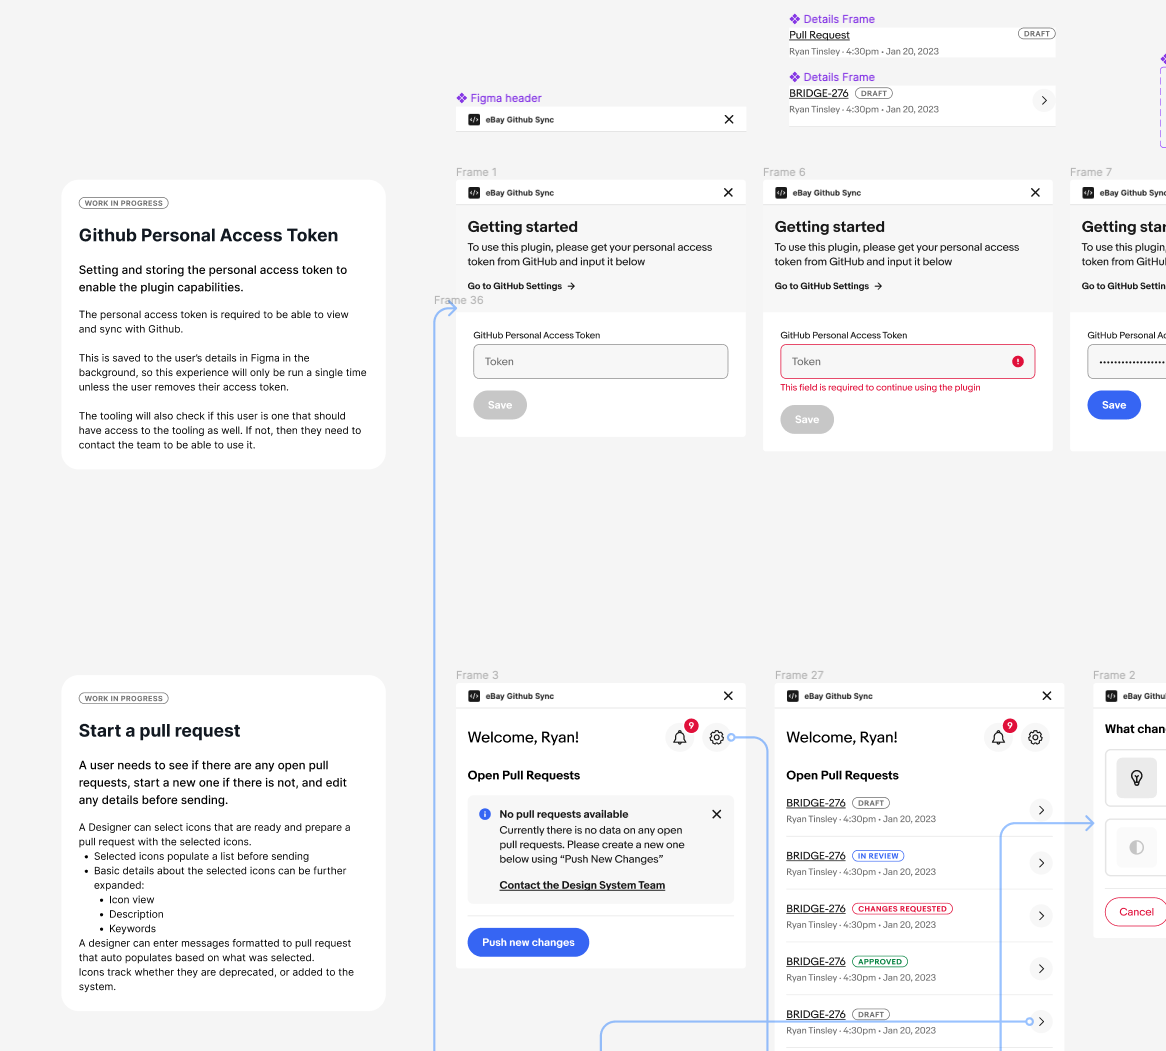 Details Frame
Pull Request
DRAFT
Ryan Tinsley · 4:30pm • Jan 20, 2023
Details Frame
BRIDGE-276 DRAFT
Ryan Tinsley · 4:30pm • Jan 20, 2023
Figma header
eBay Github Sync
WORK IN PROGRESS
Github Personal Access Token
Setting and storing the personal access token to
enable the plugin capabilities.
The personal access token is required to be able to view
and sync with Github.
This is saved to the user's details in Figma in the
background, so this experience will only be run a single time
unless the user removes their access token.
The tooling will also check if this user is one that should
have access to the tooling as well. If not, then they need to
contact the team to be able to use it.
Frame 1
eBay Github Sync
Getting started
To use this plugin, please get your personal access
token from GitHub and input it below
Go to GitHub Settings →
Frame 36
GitHub Personal Access Token
Token
Save
Frame 6
eBay Github Sync
Getting started
To use this plugin, please get your personal access
token from GitHub and input it below
Go to GitHub Settings →
GitHub Personal Access Token
Token
This field is required to continue using the plugin
Save
Frame 7
eBay Github Sync
Getting star
To use this plugin,
token from GitHub
Go to GitHub Settin
GitHub Personal Ac
Save
WORK IN PROGRESS
Start a pull request
A user needs to see if there are any open pull
requests, start a new one if there is not, and edit
any details before sending.
A Designer can select icons that are ready and prepare a
pull request with the selected icons.
• Selected icons populate a list before sending
• Basic details about the selected icons can be further
expanded:
• Icon view
• Description
• Keywords
A designer can enter messages formatted to pull request
that auto populates based on what was selected.
Icons track whether they are deprecated, or added to the
system.
Frame 3
eBay Github Sync
Welcome, Ryan!
9
Open Pull Requests
No pull requests available
Currently there is no data on any open
pull requests. Please create a new one
below using “Push New Changes”
Contact the Design System Team
Push new changes
Frame 27
eBay Github Sync
Welcome, Ryan!
9
Open Pull Requests
BRIDGE-276 DRAFT
Ryan Tinsley · 4:30pm • Jan 20, 2023
BRIDGE-276 IN REVIEW
Ryan Tinsley · 4:30pm • Jan 20, 2023
BRIDGE-276 CHANGES REQUESTED
Ryan Tinsley · 4:30pm • Jan 20, 2023
BRIDGE-276 APPROVED
Ryan Tinsley · 4:30pm • Jan 20, 2023
BRIDGE-276 DRAFT
Ryan Tinsley · 4:30pm • Jan 20, 2023
Frame 2
eBay Githu
What chan
Cancel